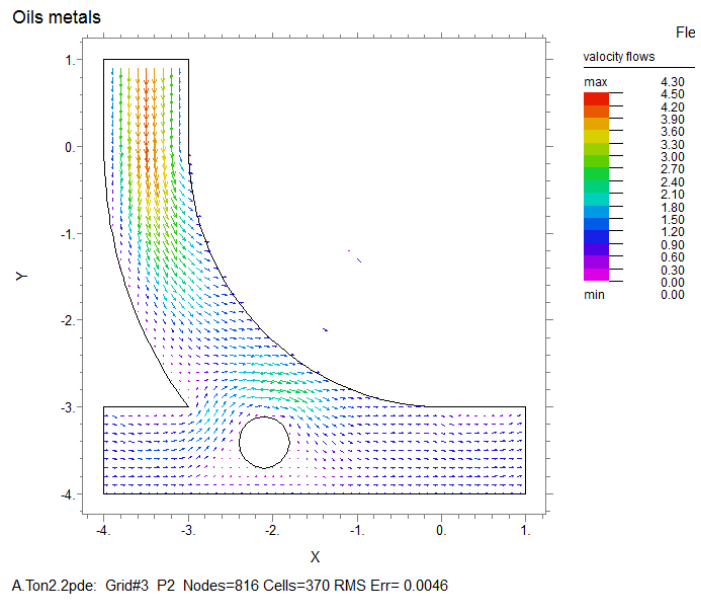 Oils metals
Fle
valocity flows
max 4.30
4.50
4.20
3.90
3.60
3.30
3.00
2.70
2.40
2.10
1.80
1.50
1.20
0.90
0.60
0.30
0.00
min 0.00
1.
0.
-1.
-2.
-3.
-4.
Y
-4. -3. -2. -1. 0. 1.
X
A.Ton2.2pde: Grid#3 P2 Nodes=816 Cells=370 RMS Err= 0.0046